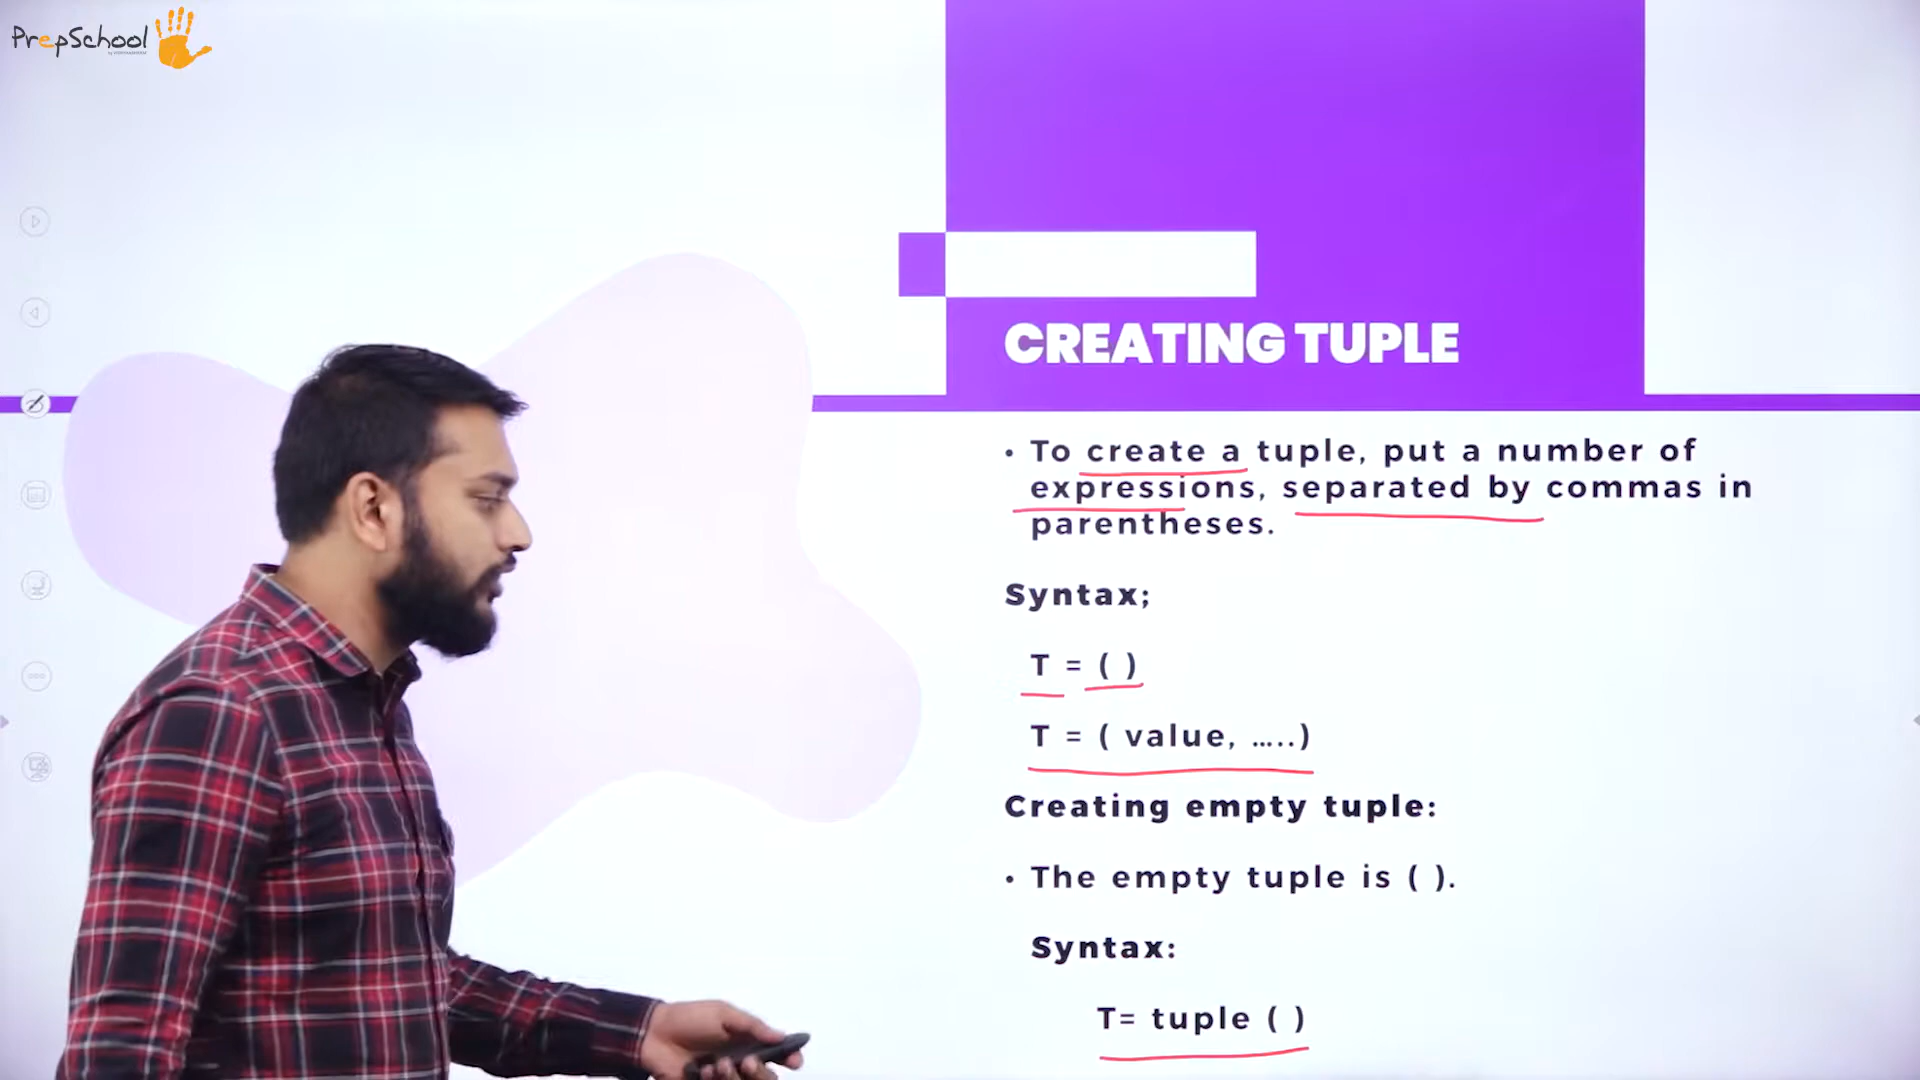 PrepSchool
CREATING TUPLE
• To create a tuple, put a number of
expressions, separated by commas in
parentheses.
Syntax;
T = ( )
T = ( value, …..)
Creating empty tuple:
• The empty tuple is ( ).
Syntax:
T= tuple ( )